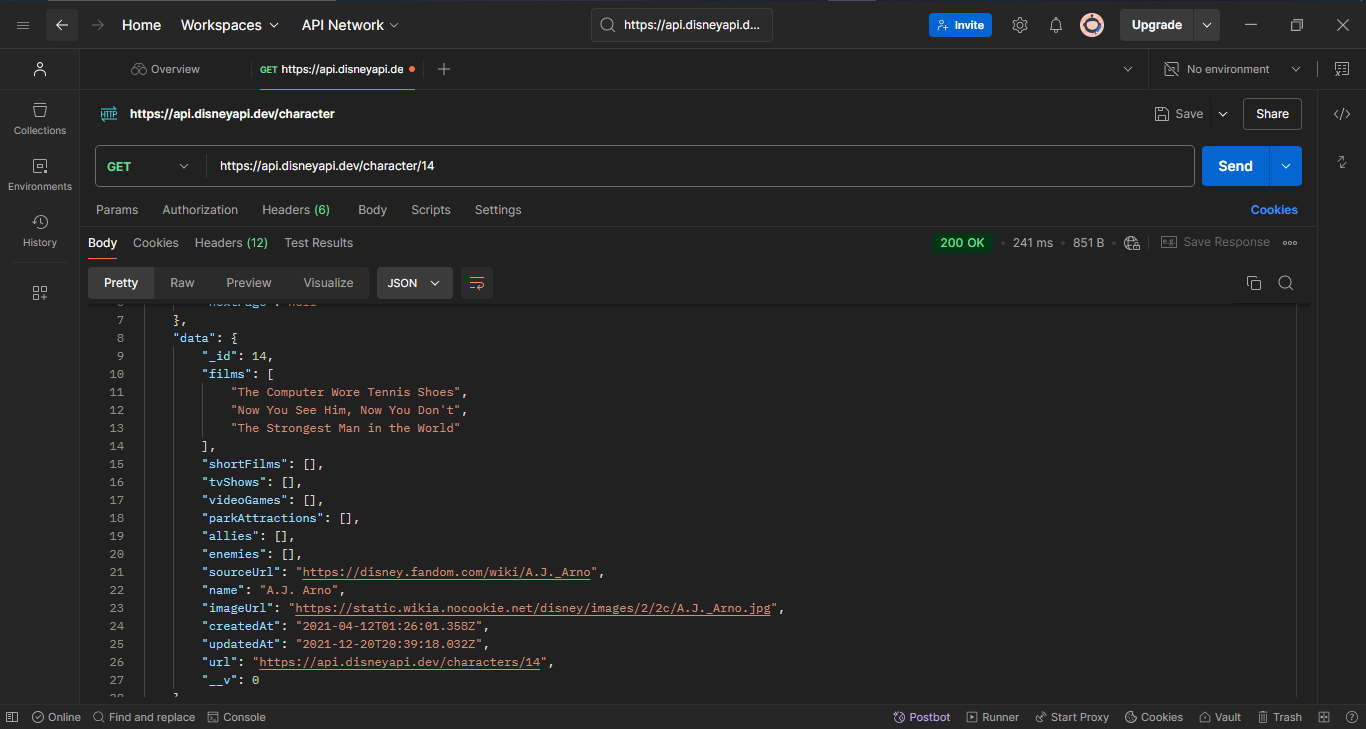 Home Workspaces API Network https://api.disneyapi.d... Invite Upgrade
Overview GET https://api.disneyapi.de No environment
HTTP https://api.disneyapi.dev/character Save Share
Collections
GET https://api.disneyapi.dev/character/14 Send
Environments
Params Authorization Headers (6) Body Scripts Settings Cookies
History
Body Cookies Headers (12) Test Results 200 OK 241 ms 851 B e.g. Save Response
Pretty Raw Preview Visualize JSON
7 },
8 "data": {
9 "_id": 14,
10 "films": [
11 "The Computer Wore Tennis Shoes",
12 "Now You See Him, Now You Don't",
13 "The Strongest Man in the World"
14 ],
15 "shortFilms": [],
16 "tvShows": [],
17 "videoGames": [],
18 "parkAttractions": [],
19 "allies": [],
20 "enemies": [],
21 "sourceUrl": "https://disney.fandom.com/wiki/A.J._Arno",
22 "name": "A.J. Arno",
23 "imageUrl": "https://static.wikia.nocookie.net/disney/images/2/2c/A.J._Arno.jpg",
24 "createdAt": "2021-04-12T01:26:01.358Z",
25 "updatedAt": "2021-12-20T20:39:18.032Z",
26 "url": "https://api.disneyapi.dev/characters/14",
27 "__v": 0
Online Find and replace Console Postbot Runner Start Proxy Cookies Vault Trash